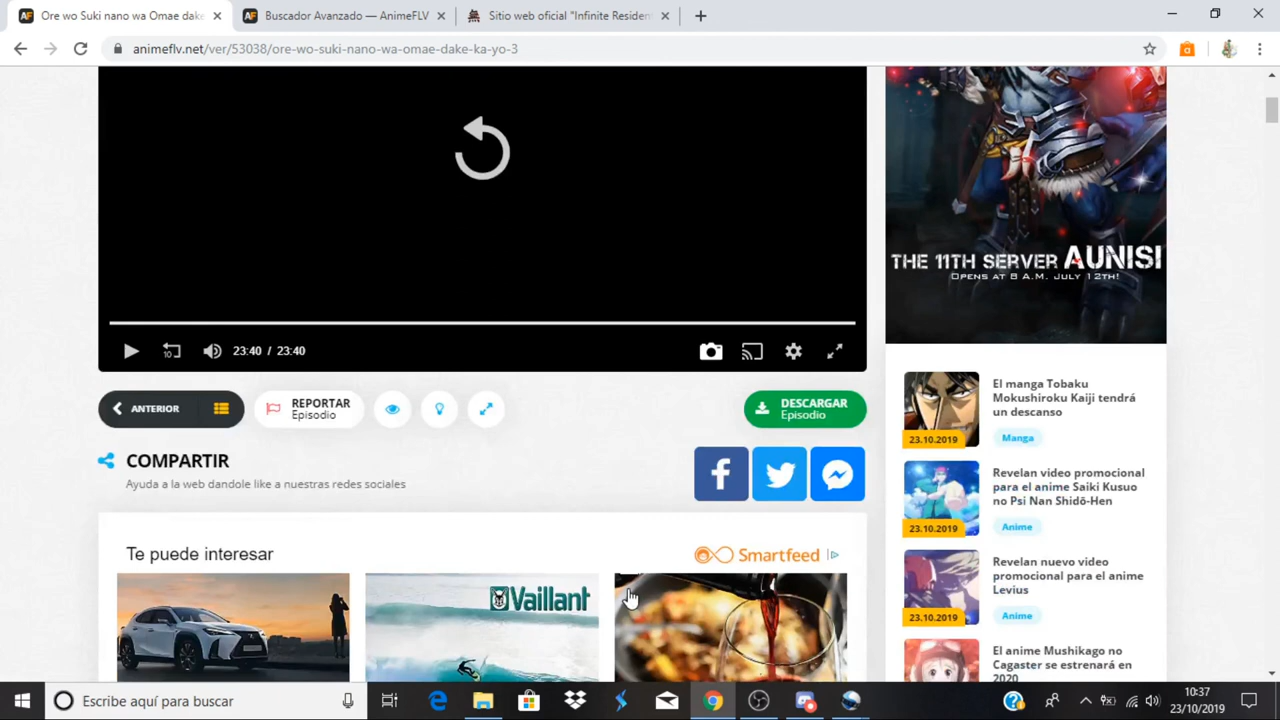 Ore wo Suki nano wa Omae dake
Buscador Avanzado — AnimeFLV
Sitio web oficial "Infinite Residen
animeflv.net/ver/53038/ore-wo-suki-nano-wa-omae-dake-ka-yo-3
THE 11TH SERVER AUNISI
OPENS AT 8 A.M. JULY 12TH!
10
23:40 / 23:40
ANTERIOR
REPORTAR
Episodio
DESCARGAR
Episodio
COMPARTIR
Ayuda a la web dandole like a nuestras redes sociales
Te puede interesar
Smartfeed
Vaillant
El manga Tobaku
Mokushiroku Kaiji tendrá
un descanso
23.10.2019
Manga
Revelan video promocional
para el anime Saiki Kusuo
no Psi Nan Shidō-Hen
23.10.2019
Anime
Revelan nuevo video
promocional para el anime
Levius
23.10.2019
Anime
El anime Mushikago no
Cagaster se estrenará en
2020
Escribe aquí para buscar
10:37
23/10/2019